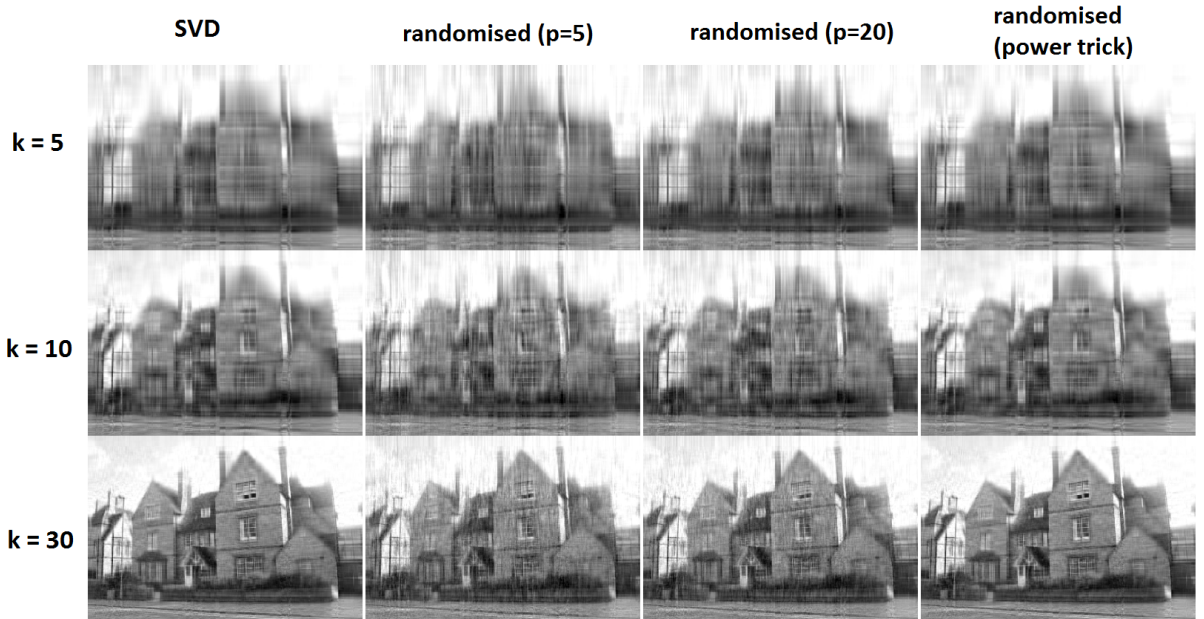 SVD
randomised (p=5)
randomised (p=20)
randomised
(power trick)
k = 5
k = 10
k = 30